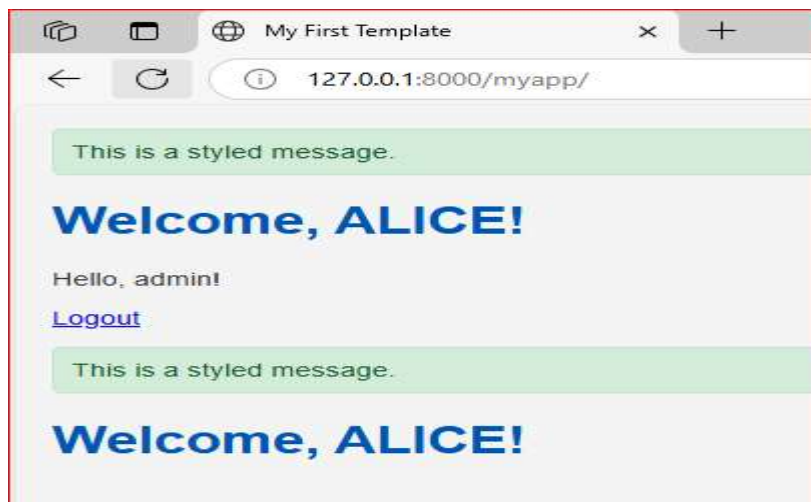 My First Template
127.0.0.1:8000/myapp/
This is a styled message.
Welcome, ALICE!
Hello, admin!
Logout
This is a styled message.
Welcome, ALICE!